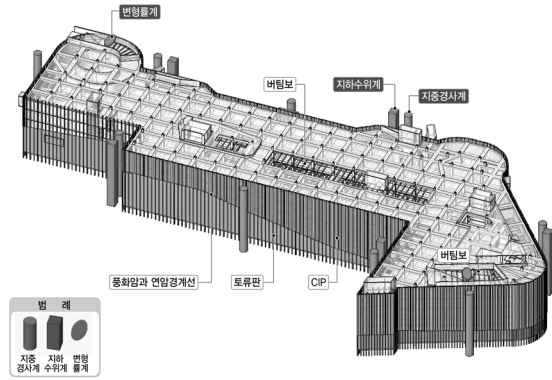 변형률계
버팀보
지하수위계
지중경사계
버팀보
풍화암과 연암경계선
토류판
CIP
범 례
지중
경사계
지하
수위계
변형
률계